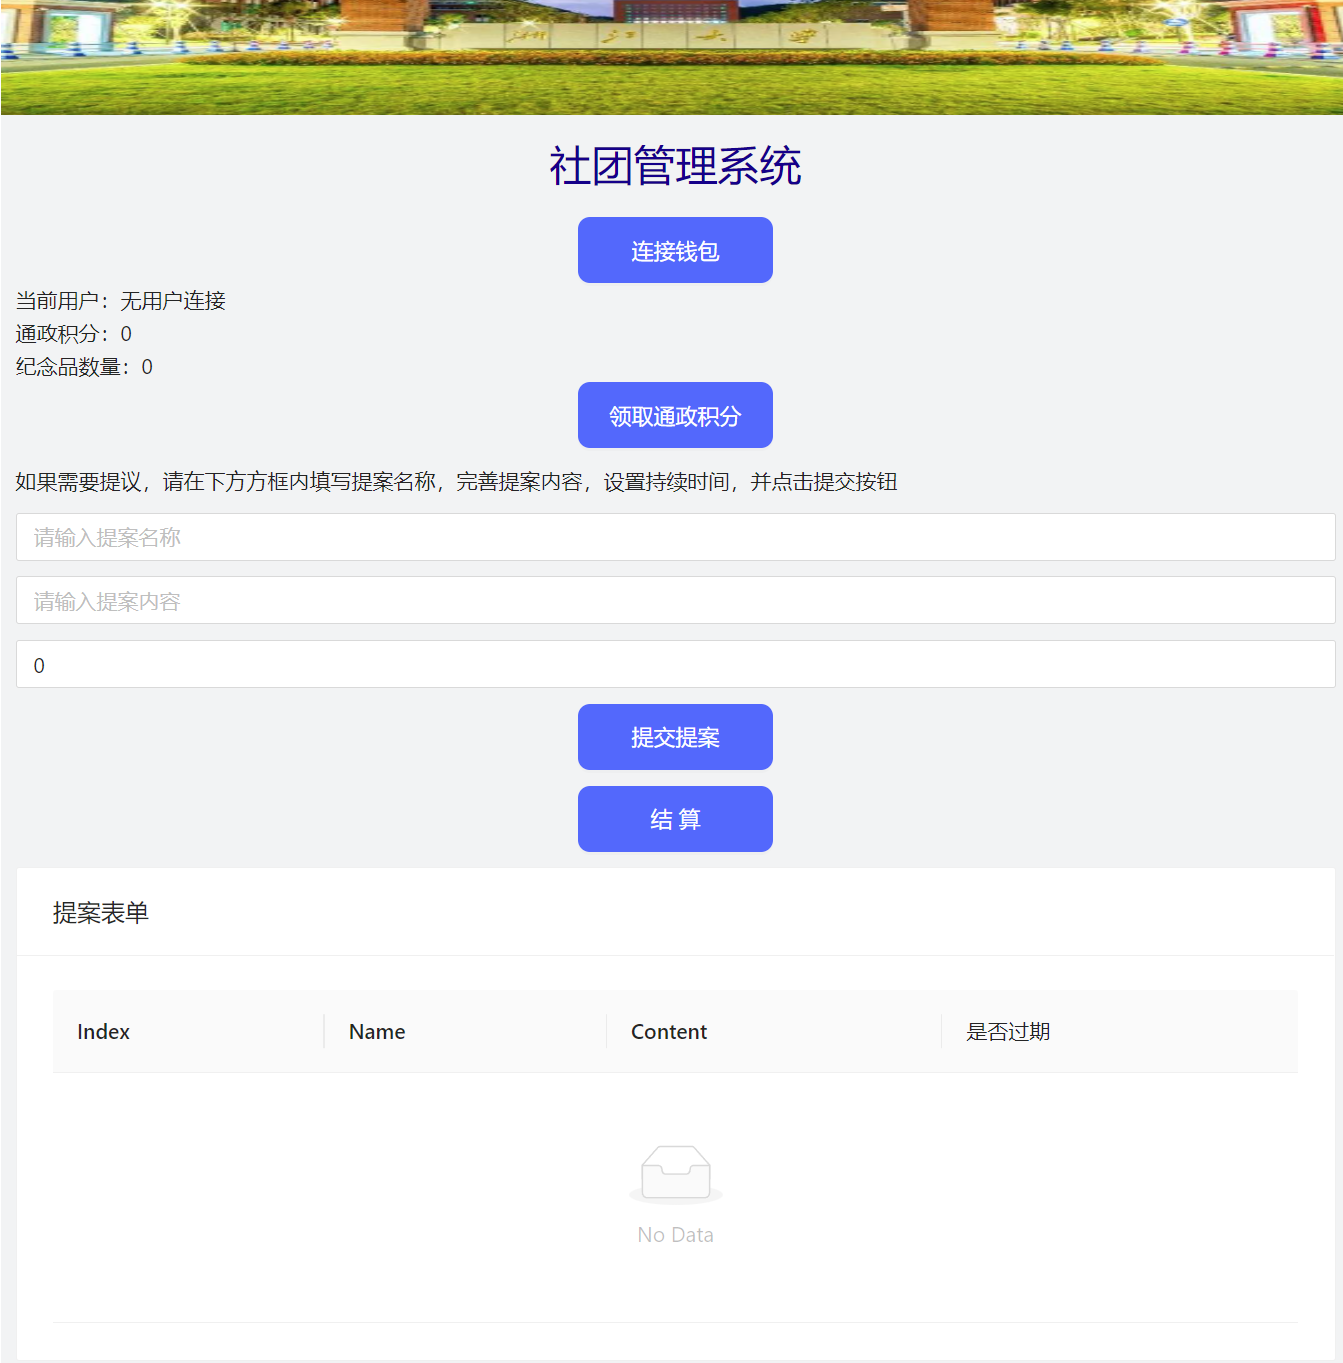 浙江大学
社团管理系统
连接钱包
当前用户：无用户连接
通政积分：0
纪念品数量：0
领取通政积分
如果需要提议，请在下方方框内填写提案名称，完善提案内容，设置持续时间，并点击提交按钮
请输入提案名称
请输入提案内容
0
提交提案
结 算
提案表单
Index Name Content 是否过期
No Data